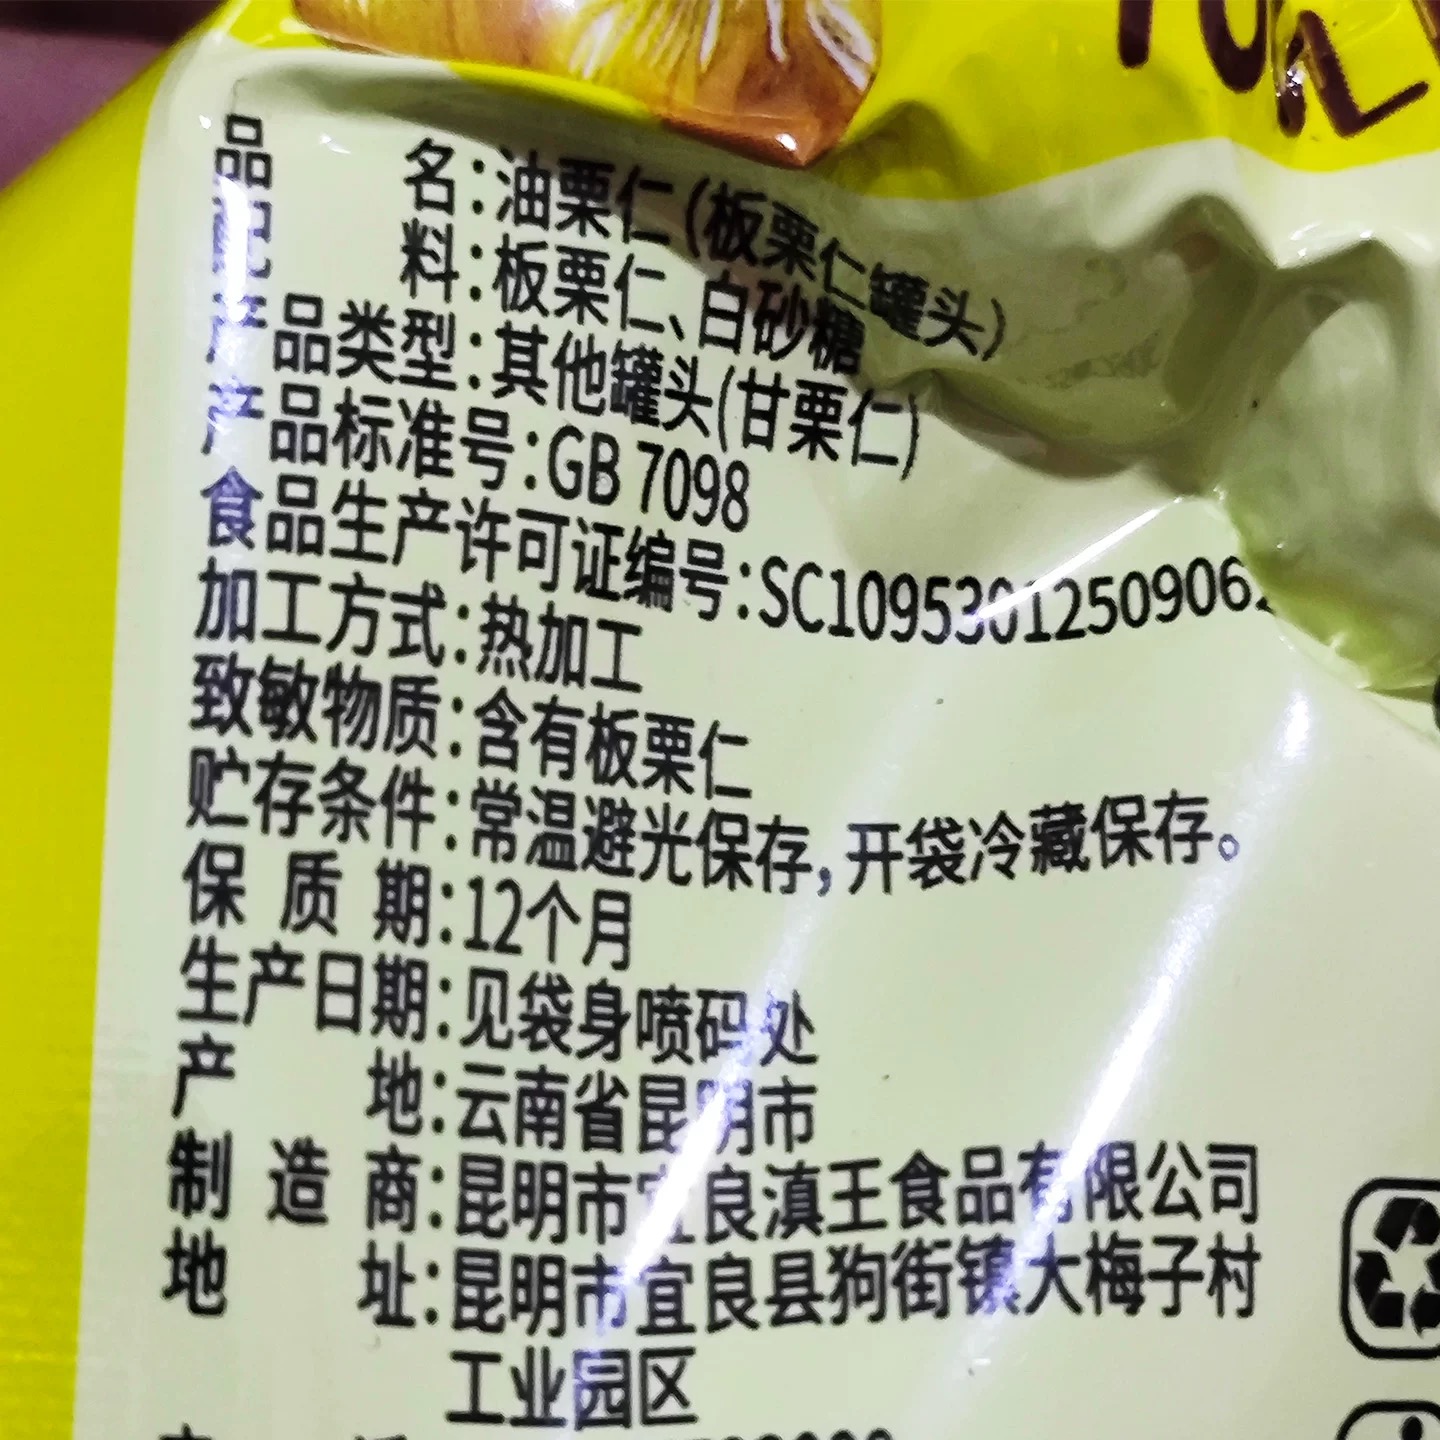 品名:油栗仁(板栗仁罐头)
配料:板栗仁、白砂糖
产品类型:其他罐头(甘栗仁)
产品标准号:GB 7098
食品生产许可证编号:SC1095301250906
加工方式:热加工
致敏物质:含有板栗仁
贮存条件:常温避光保存,开袋冷藏保存。
保质期:12个月
生产日期:见袋身喷码处
产地:云南省昆明市
制造商:昆明市宜良滇王食品有限公司
地址:昆明市宜良县狗街镇大梅子村
工业园区